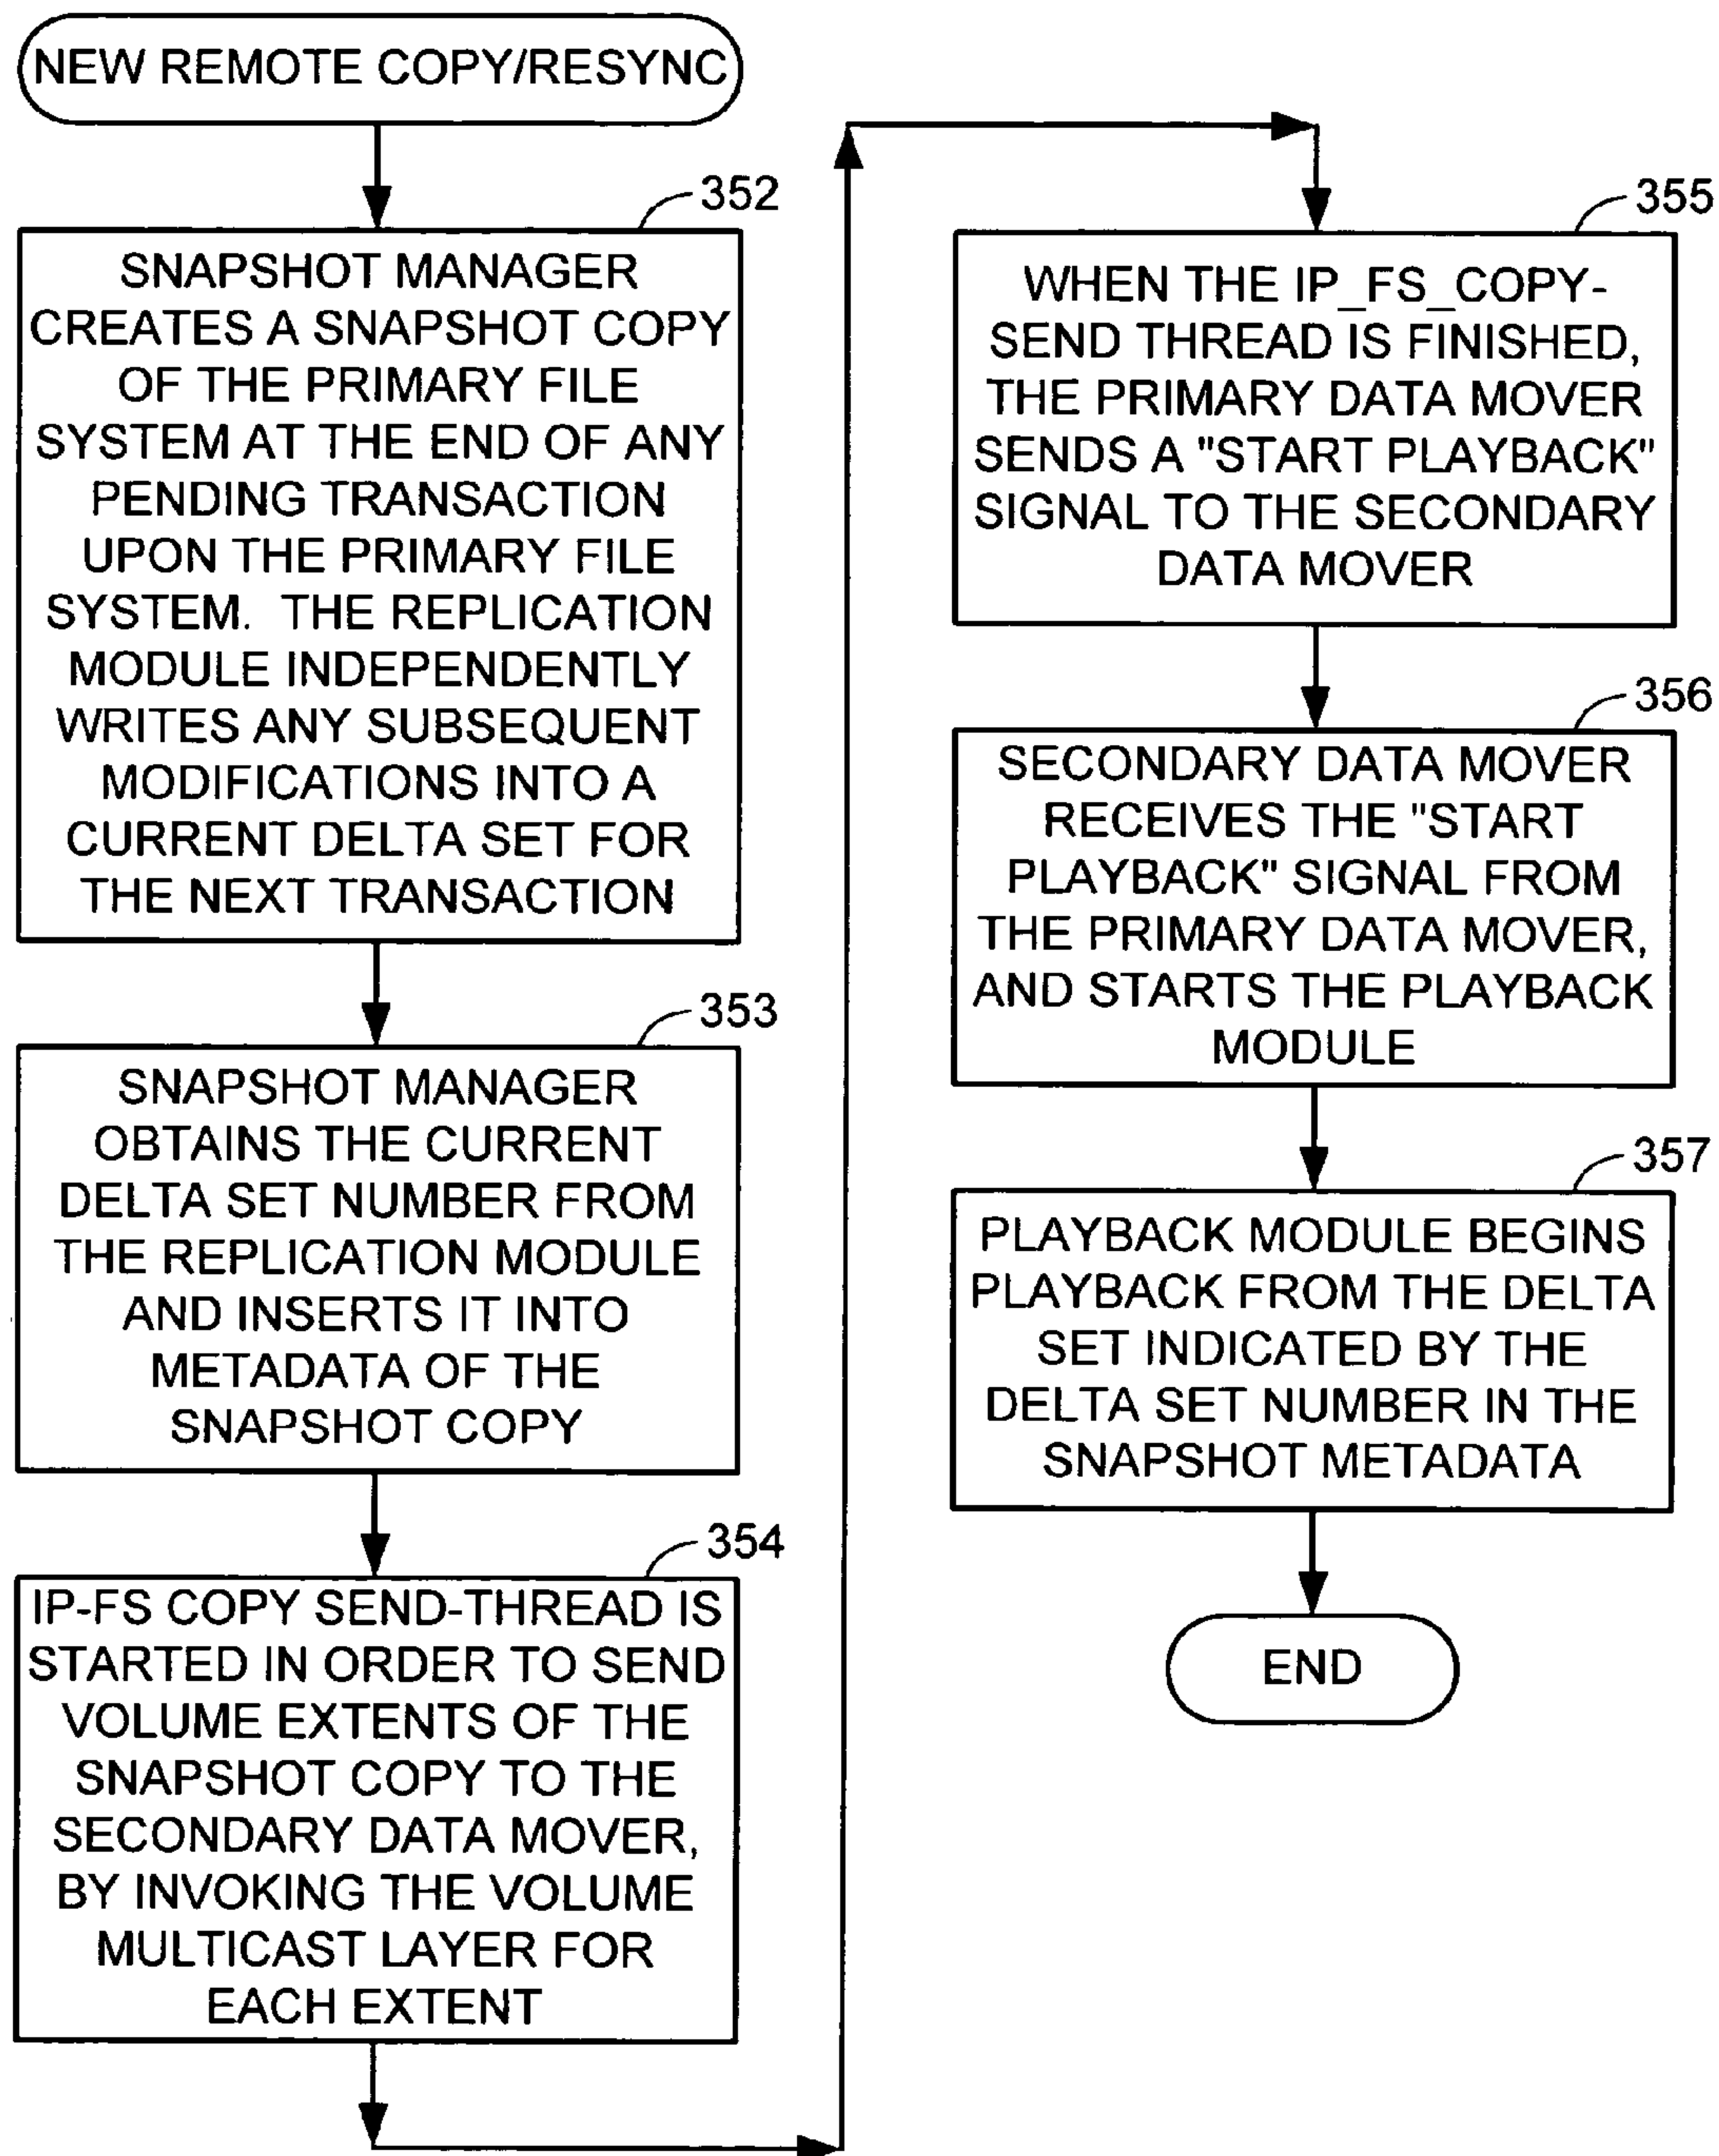 NEW REMOTE COPY/RESYNC
352
SNAPSHOT MANAGER
CREATES A SNAPSHOT COPY
OF THE PRIMARY FILE
SYSTEM AT THE END OF ANY
PENDING TRANSACTION
UPON THE PRIMARY FILE
SYSTEM. THE REPLICATION
MODULE INDEPENDENTLY
WRITES ANY SUBSEQUENT
MODIFICATIONS INTO A
CURRENT DELTA SET FOR
THE NEXT TRANSACTION
353
SNAPSHOT MANAGER
OBTAINS THE CURRENT
DELTA SET NUMBER FROM
THE REPLICATION MODULE
AND INSERTS IT INTO
METADATA OF THE
SNAPSHOT COPY
354
IP-FS COPY SEND-THREAD IS
STARTED IN ORDER TO SEND
VOLUME EXTENTS OF THE
SNAPSHOT COPY TO THE
SECONDARY DATA MOVER,
BY INVOKING THE VOLUME
MULTICAST LAYER FOR
EACH EXTENT
355
WHEN THE IP_FS_COPY-
SEND THREAD IS FINISHED,
THE PRIMARY DATA MOVER
SENDS A "START PLAYBACK"
SIGNAL TO THE SECONDARY
DATA MOVER
356
SECONDARY DATA MOVER
RECEIVES THE "START
PLAYBACK" SIGNAL FROM
THE PRIMARY DATA MOVER,
AND STARTS THE PLAYBACK
MODULE
357
PLAYBACK MODULE BEGINS
PLAYBACK FROM THE DELTA
SET INDICATED BY THE
DELTA SET NUMBER IN THE
SNAPSHOT METADATA
END